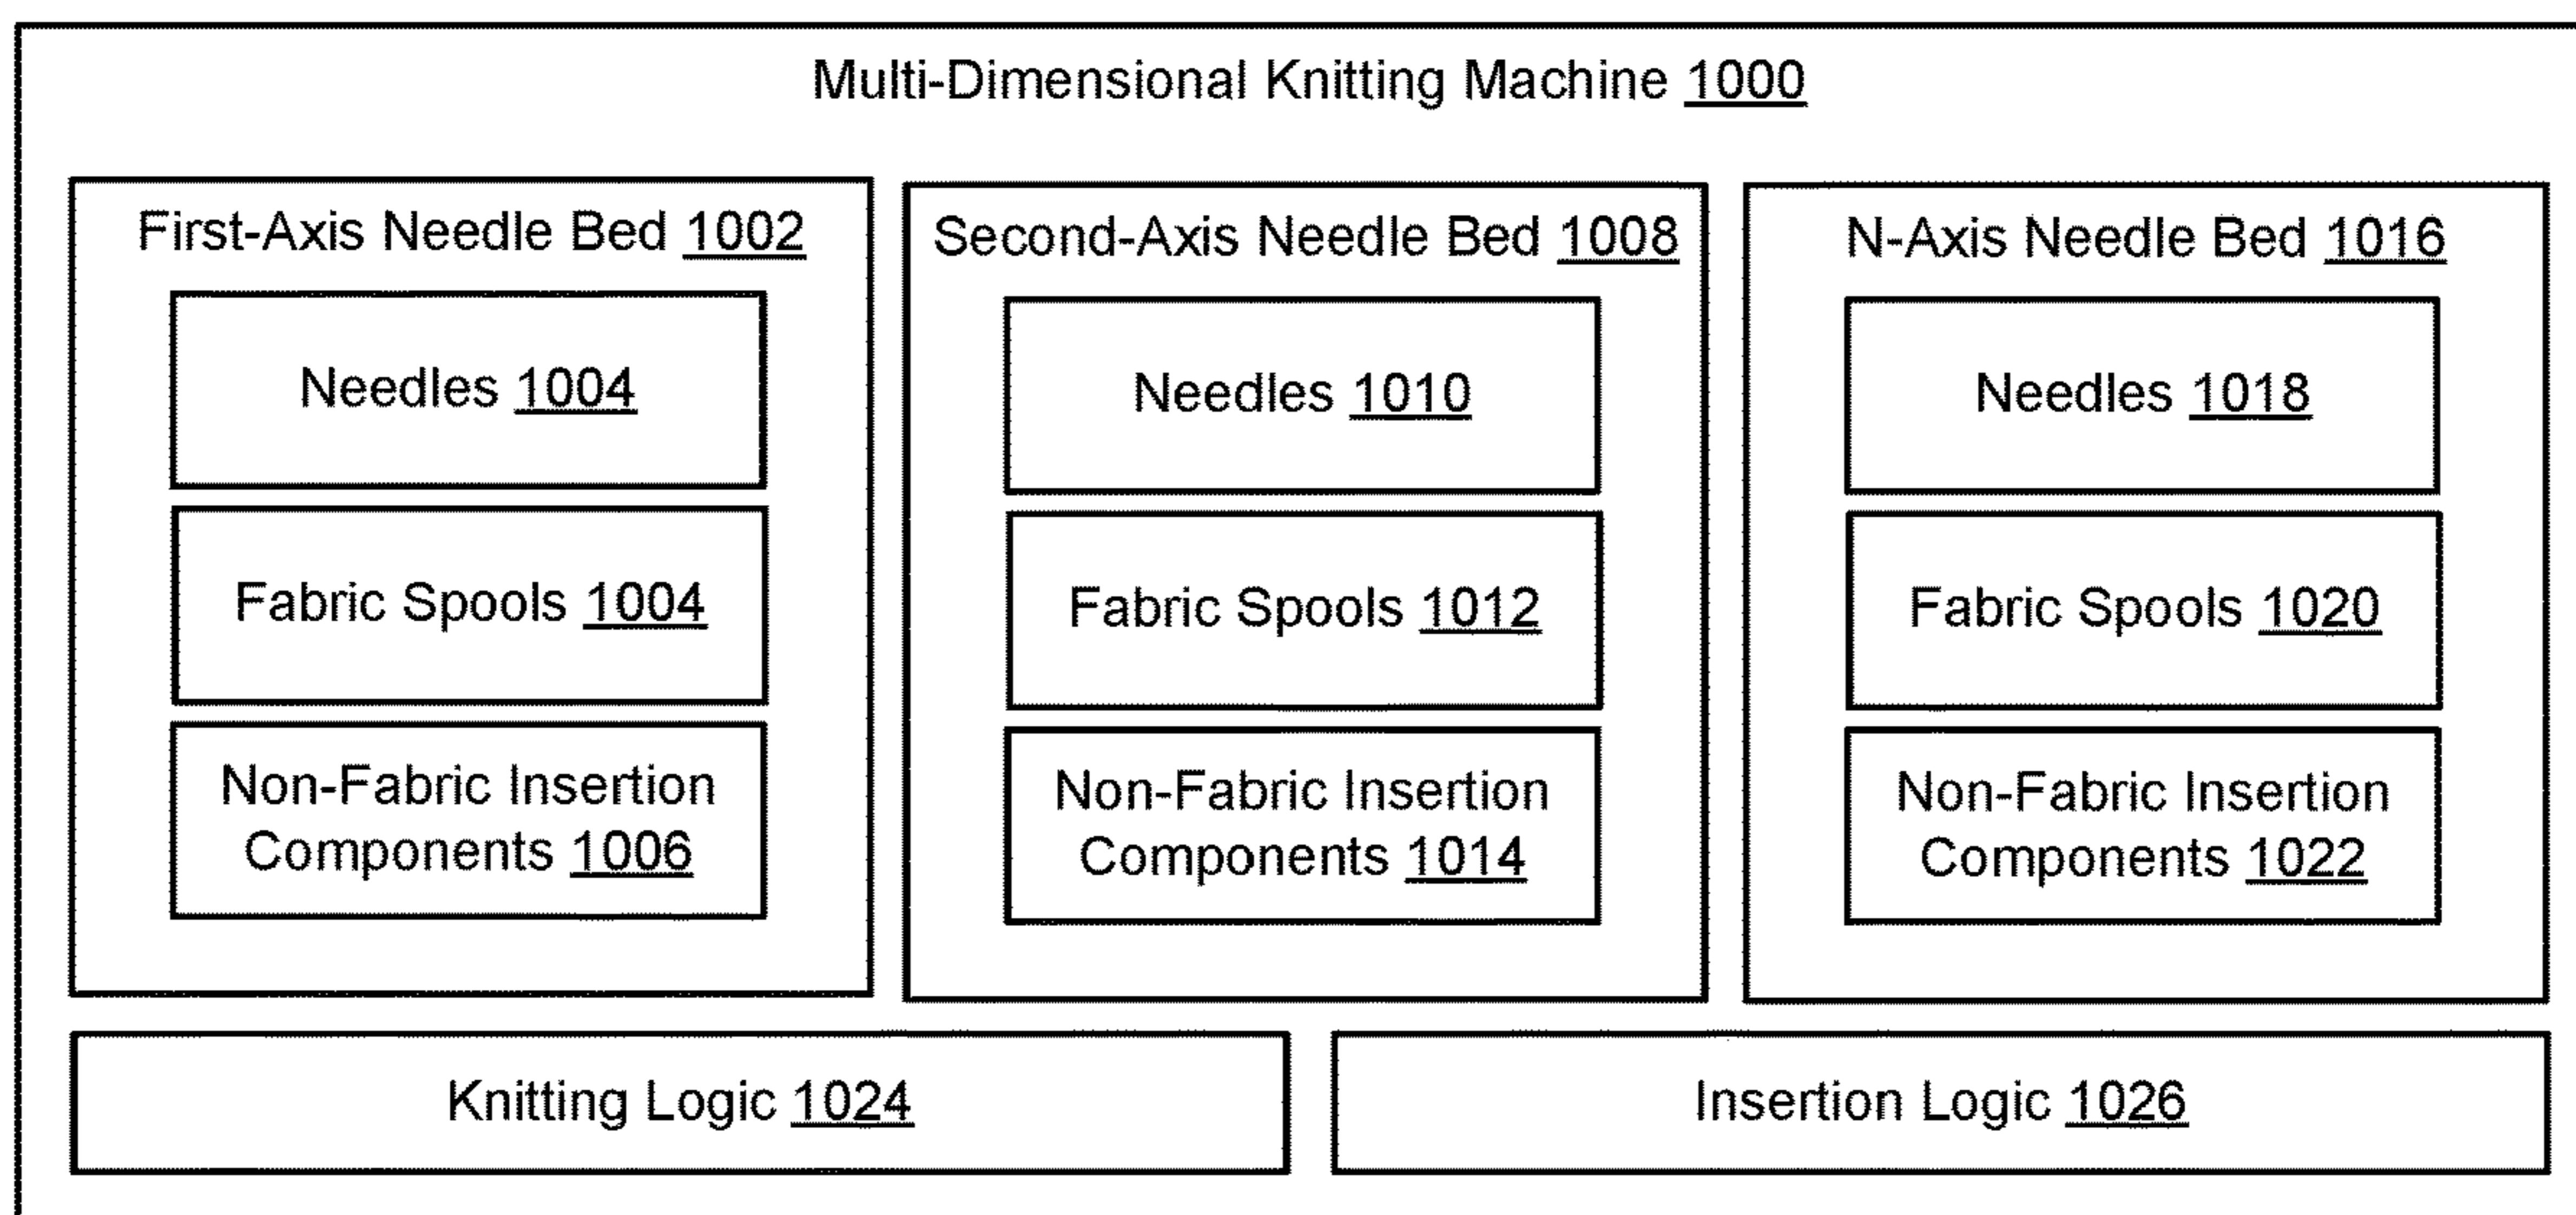 Multi-Dimensional Knitting Machine 1000
First-Axis Needle Bed 1002
Needles 1004
Fabric Spools 1004
Non-Fabric Insertion
Components 1006
Second-Axis Needle Bed 1008
Needles 1010
Fabric Spools 1012
Non-Fabric Insertion
Components 1014
N-Axis Needle Bed 1016
Needles 1018
Fabric Spools 1020
Non-Fabric Insertion
Components 1022
Knitting Logic 1024
Insertion Logic 1026